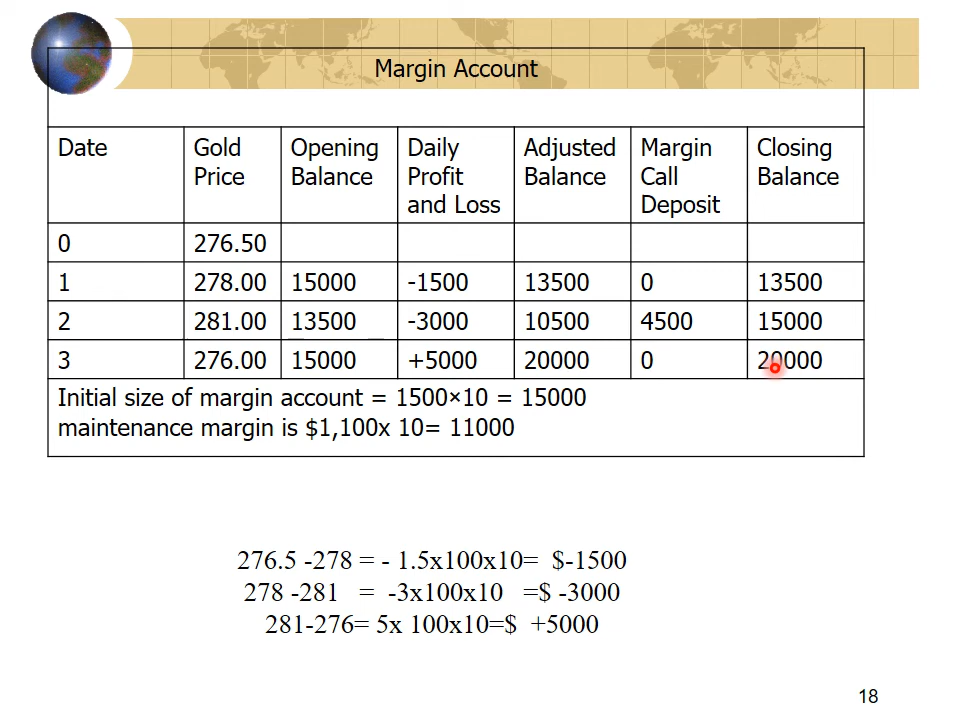 Margin Account
Date Gold Price Opening Balance Daily Profit and Loss Adjusted Balance Margin Call Deposit Closing Balance
0 276.50
1 278.00 15000 -1500 13500 0 13500
2 281.00 13500 -3000 10500 4500 15000
3 276.00 15000 +5000 20000 0 20000
Initial size of margin account = 1500×10 = 15000
maintenance margin is $1,100x 10= 11000
276.5 -278 = - 1.5x100x10= $-1500
278 -281 = -3x100x10 =$ -3000
281-276= 5x 100x10=$ +5000
18